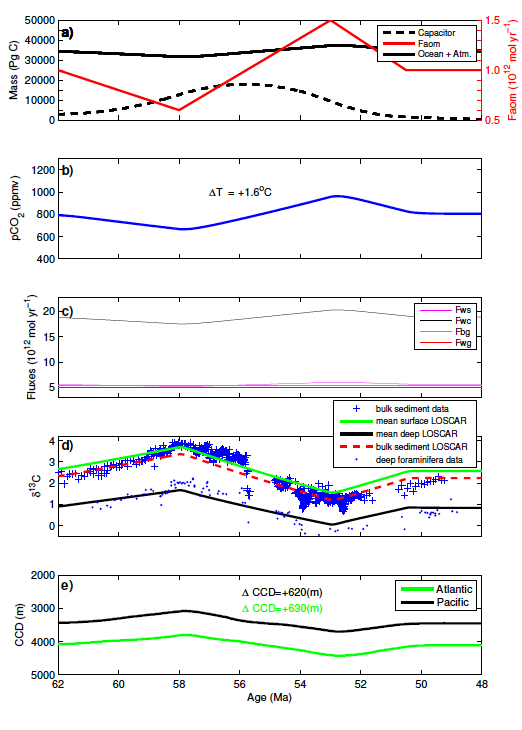 a)
Mass (Pg C)
50000
40000
30000
20000
10000
0
Capacitor
Faom
Ocean + Atm.
1.5
1.0
0.5
Faom (10¹² mol yr⁻¹)
b)
pCO₂ (ppmv)
1200
1000
800
600
400
ΔT = +1.6°C
c)
Fluxes (10¹² mol yr⁻¹)
20
15
10
5
Fws
Fwc
Fbg
Fwg
d)
δ¹³C
4
3
2
1
0
bulk sediment data
mean surface LOSCAR
mean deep LOSCAR
bulk sediment LOSCAR
deep foraminifera data
e)
CCD (m)
2000
3000
4000
5000
Δ CCD=+620(m)
Δ CCD=+630(m)
Atlantic
Pacific
62 60 58 56 54 52 50 48
Age (Ma)